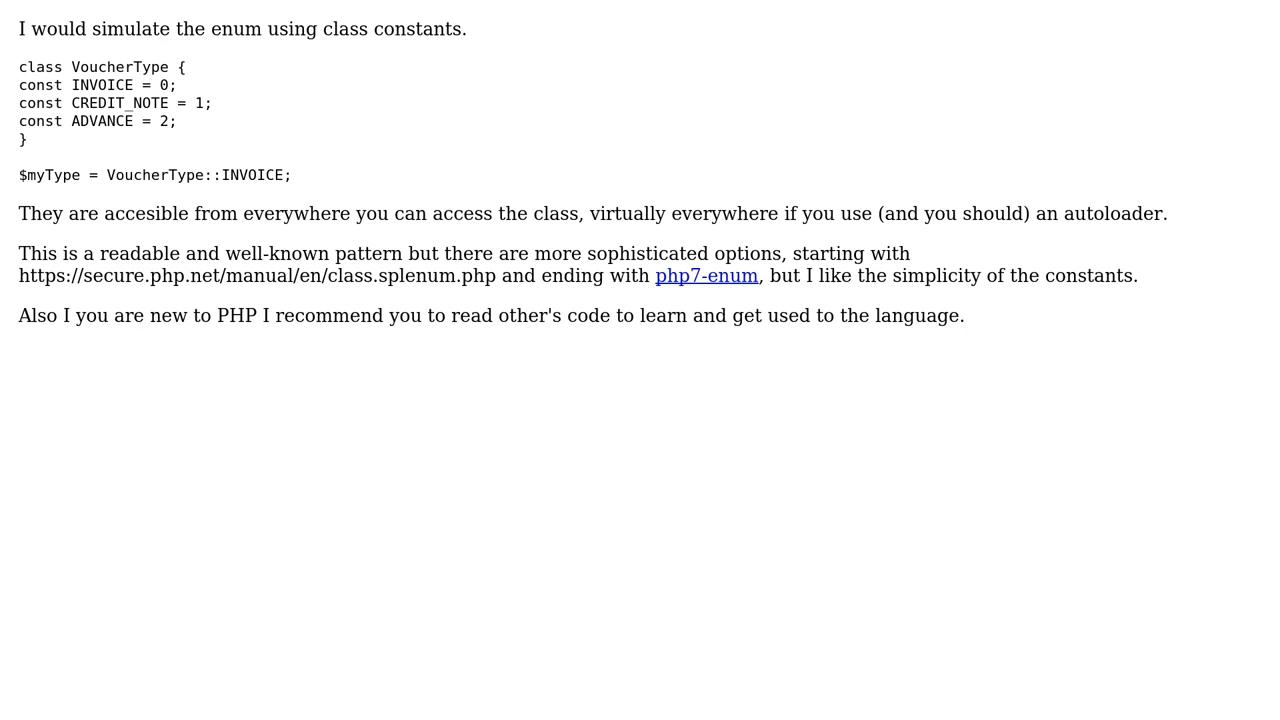 I would simulate the enum using class constants.
class VoucherType {
const INVOICE = 0;
const CREDIT_NOTE = 1;
const ADVANCE = 2;
}
$myType = VoucherType::INVOICE;
They are accesible from everywhere you can access the class, virtually everywhere if you use (and you should) an autoloader.
This is a readable and well-known pattern but there are more sophisticated options, starting with
https://secure.php.net/manual/en/class.splenum.php and ending with php7-enum, but I like the simplicity of the constants.
Also I you are new to PHP I recommend you to read other's code to learn and get used to the language.